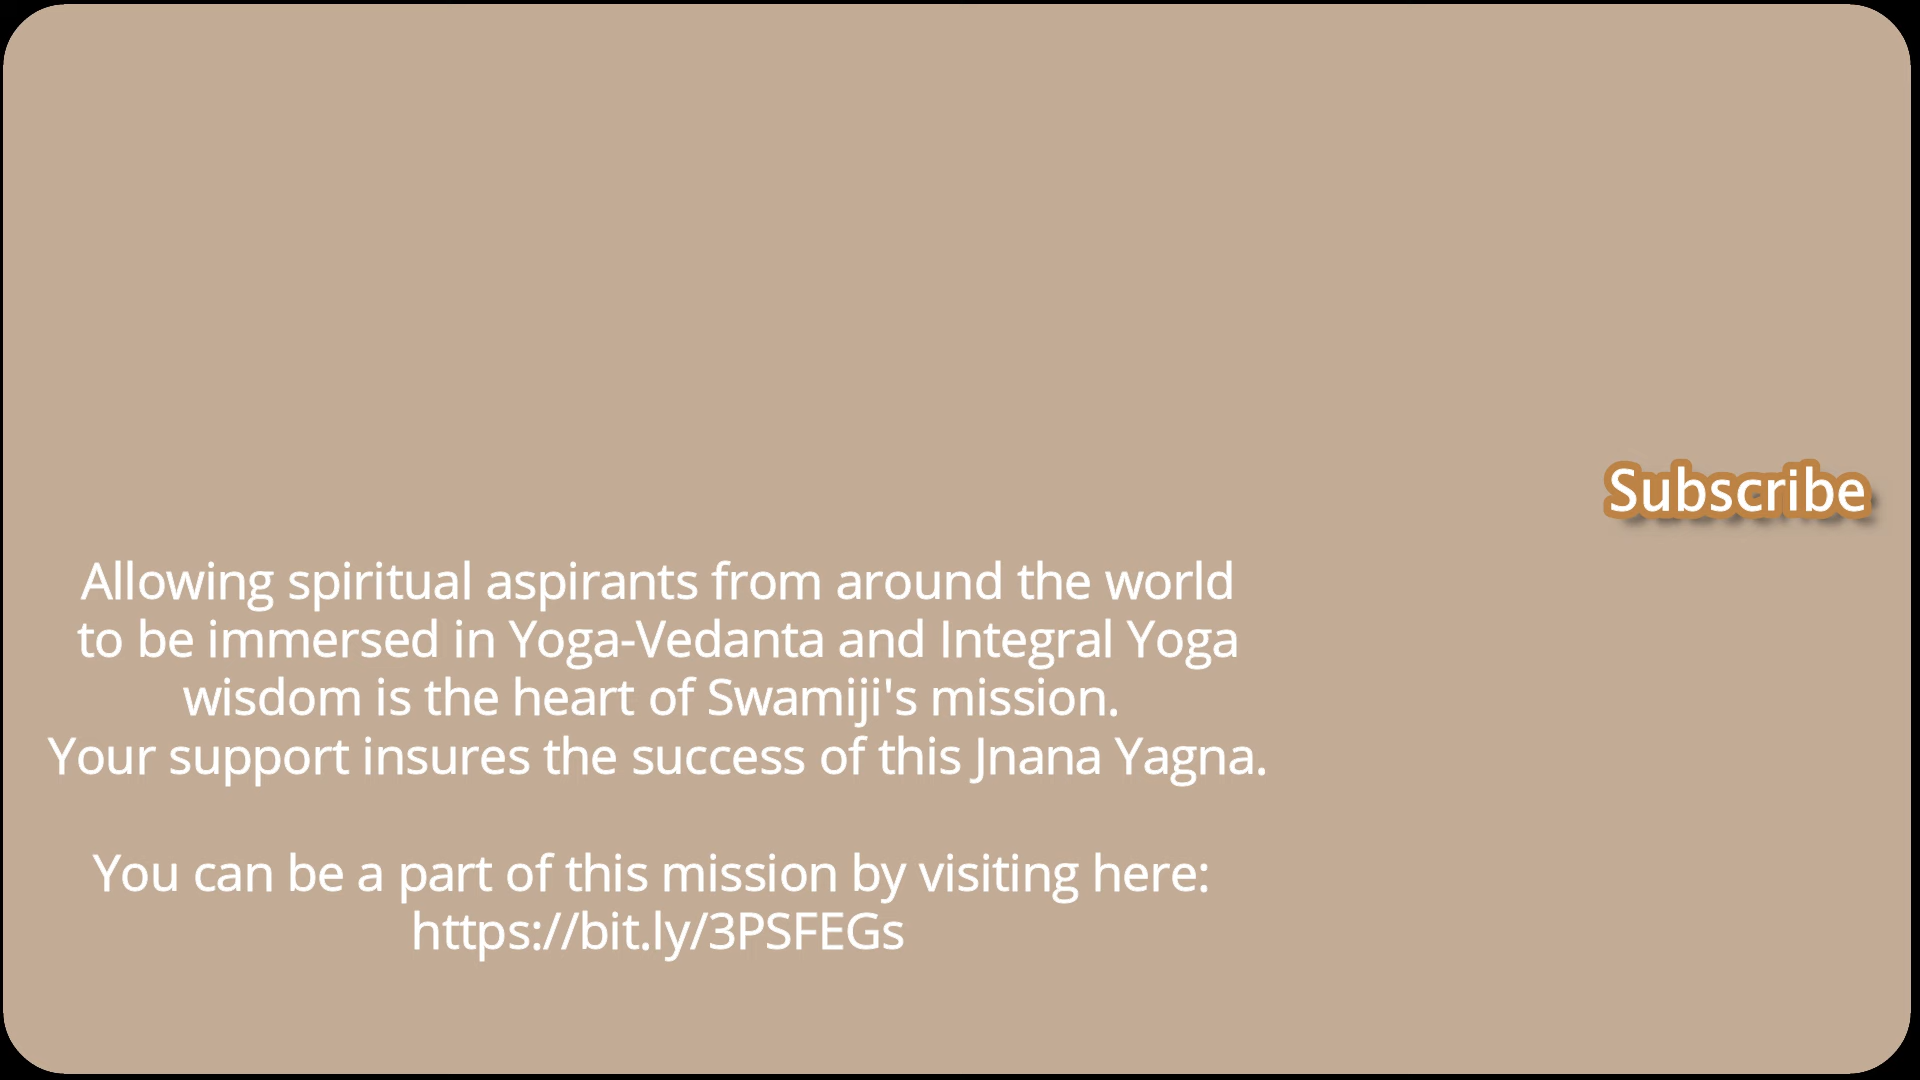 Subscribe
Allowing spiritual aspirants from around the world
to be immersed in Yoga-Vedanta and Integral Yoga
wisdom is the heart of Swamiji's mission.
Your support insures the success of this Jnana Yagna.
You can be a part of this mission by visiting here:
https://bit.ly/3PSFEGs